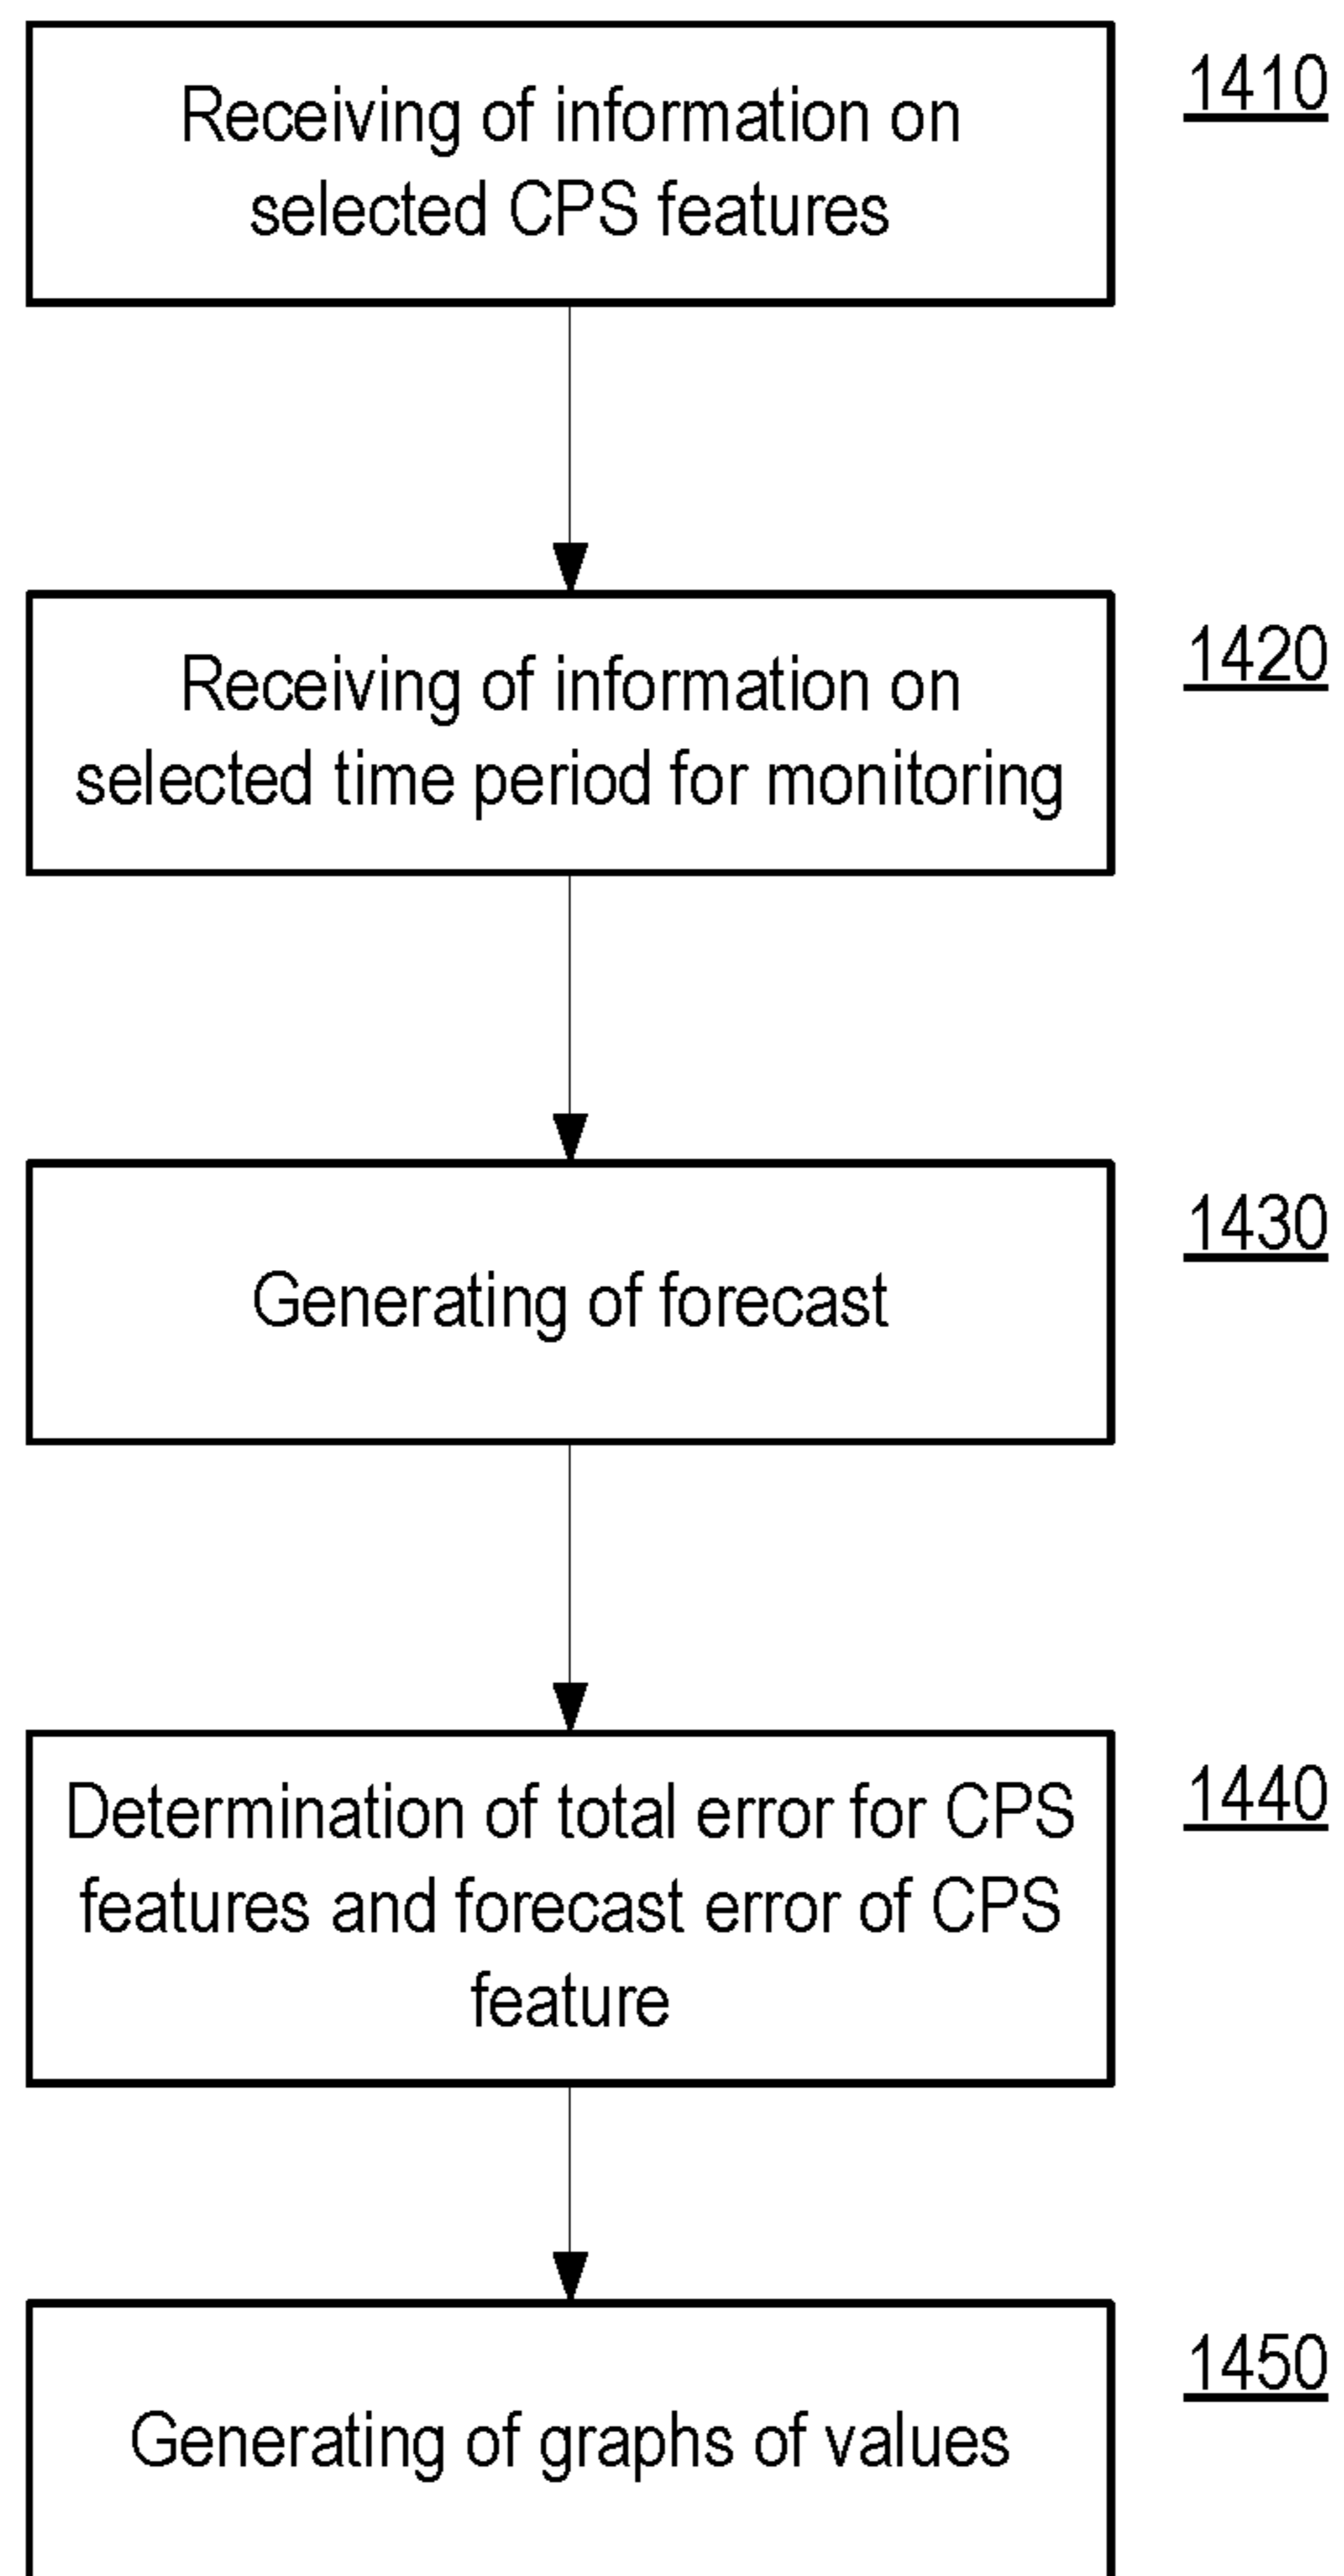 Receiving of information on
selected CPS features
1410
Receiving of information on
selected time period for monitoring
1420
Generating of forecast
1430
Determination of total error for CPS
features and forecast error of CPS
feature
1440
Generating of graphs of values
1450